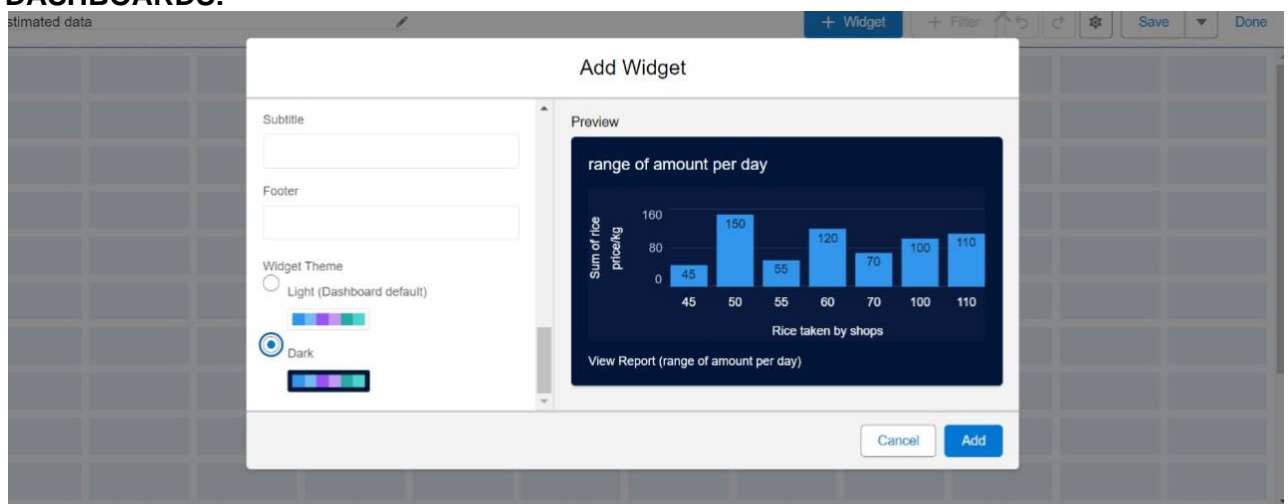 DASHBOARDS:
stimated data
+ Widget
+ Filter
Save
Done
Add Widget
Subtitle
Footer
Widget Theme
Light (Dashboard default)
Dark
Preview
range of amount per day
Sum of rice
price/kg
160
80
0
45
150
55
120
70
100
110
45 50 55 60 70 100 110
Rice taken by shops
View Report (range of amount per day)
Cancel
Add